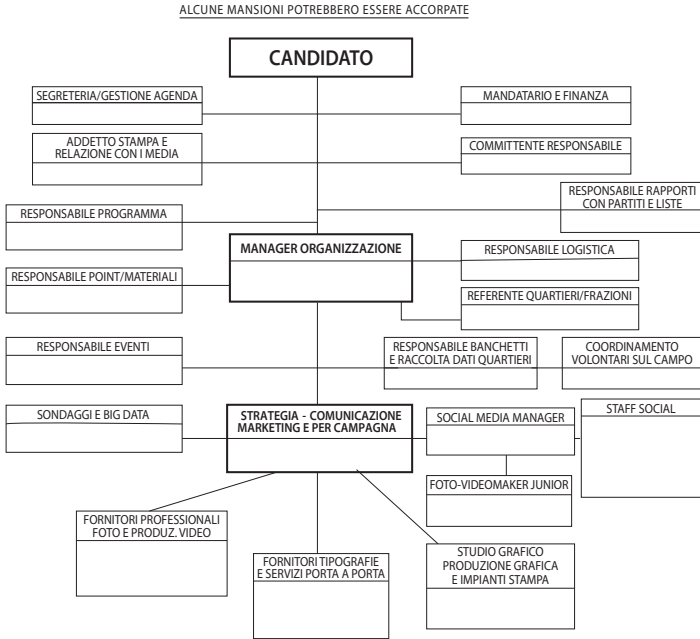 ALCUNE MANSIONI POTREBBERO ESSERE ACCORPATE
CANDIDATO
SEGRETERIA/GESTIONE AGENDA
MANDATARIO E FINANZA
ADDETTO STAMPA E
RELAZIONE CON I MEDIA
COMMITTENTE RESPONSABILE
RESPONSABILE RAPPORTI
CON PARTITI E LISTE
RESPONSABILE PROGRAMMA
MANAGER ORGANIZZAZIONE
RESPONSABILE LOGISTICA
RESPONSABILE POINT/MATERIALI
REFERENTE QUARTIERI/FRAZIONI
RESPONSABILE EVENTI
RESPONSABILE BANCHETTI
E RACCOLTA DATI QUARTIERI
COORDINAMENTO
VOLONTARI SUL CAMPO
SONDAGGI E BIG DATA
STRATEGIA - COMUNICAZIONE
MARKETING E PER CAMPAGNA
SOCIAL MEDIA MANAGER
STAFF SOCIAL
FOTO-VIDEOMAKER JUNIOR
FORNITORI PROFESSIONALI
FOTO E PRODUZ. VIDEO
FORNITORI TIPOGRAFIE
E SERVIZI PORTA A PORTA
STUDIO GRAFICO
PRODUZIONE GRAFICA
E IMPIANTI STAMPA